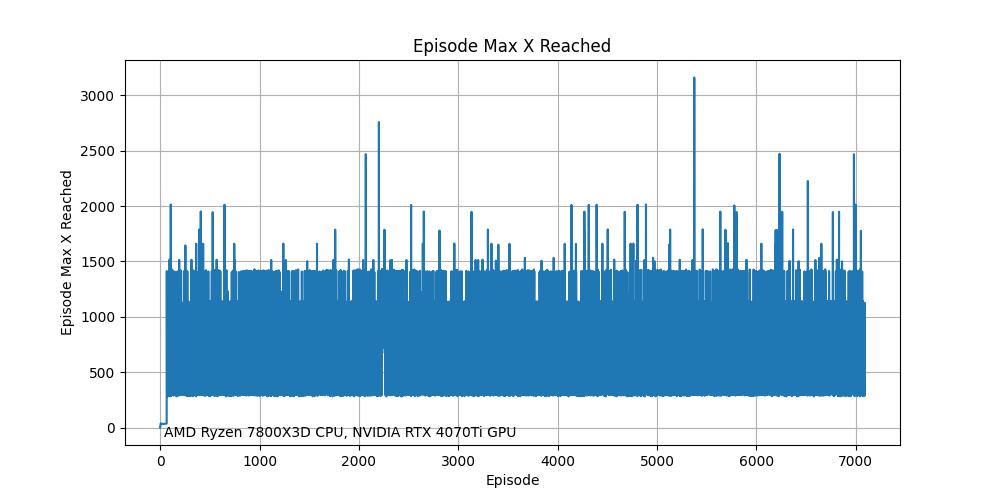 Episode Max X Reached
3000
2500
2000
1500
1000
500
0
Episode Max X Reached
AMD Ryzen 7800X3D CPU, NVIDIA RTX 4070Ti GPU
0 1000 2000 3000 4000 5000 6000 7000
Episode